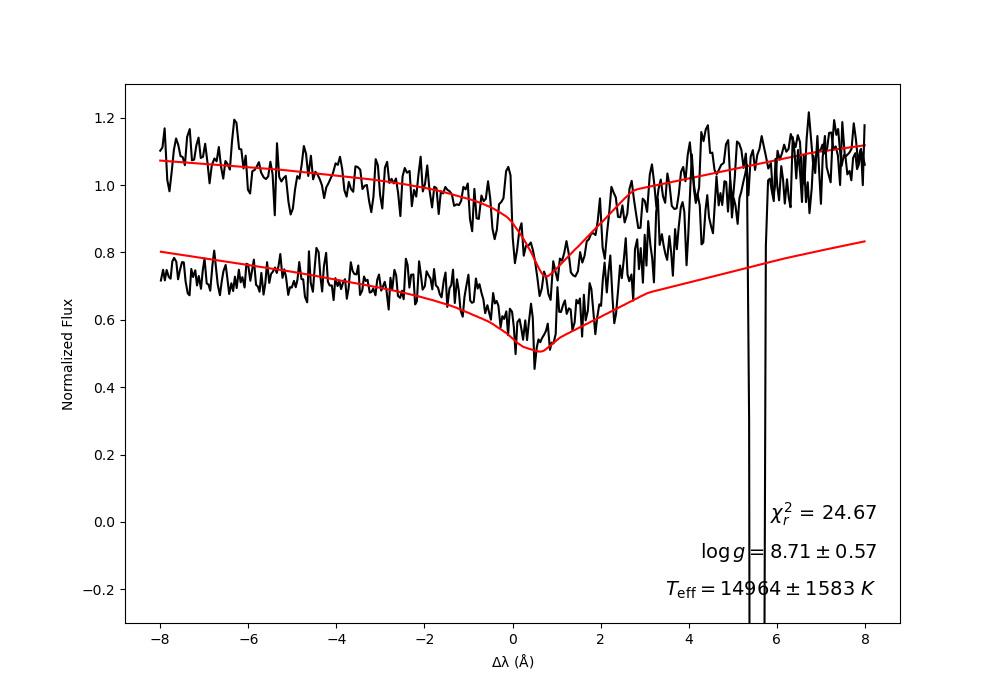 1.2
1.0
0.8
0.6
0.4
0.2
0.0
−0.2
Normalized Flux
χ²ᵣ = 24.67
log g = 8.71 ± 0.57
T_eff = 14964 ± 1583 K
−8 −6 −4 −2 0 2 4 6 8
Δλ (Å)